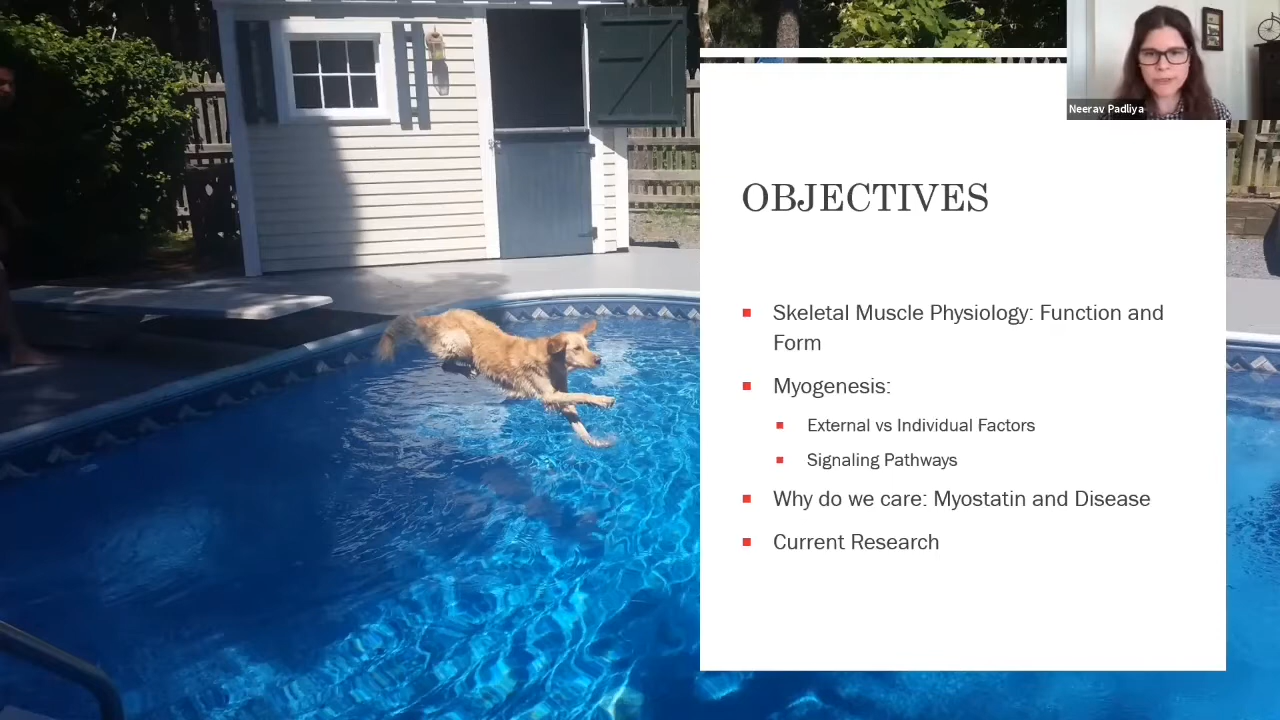 Neerav Padliya
OBJECTIVES
Skeletal Muscle Physiology: Function and
Form
Myogenesis:
External vs Individual Factors
Signaling Pathways
Why do we care: Myostatin and Disease
Current Research